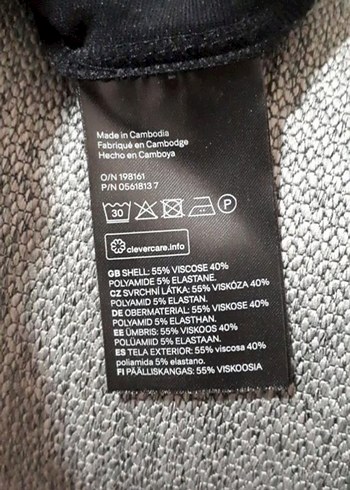 Made in Cambodia
Fabriqué en Cambodge
Hecho en Camboya
O/N 198161
P/N 0561813 7
30
P
clevercare.info
GB SHELL: 55% VISCOSE 40%
POLYAMIDE 5% ELASTANE.
CZ SVRCHNÍ LÁTKA: 55% VISKÓZA 40%
POLYAMID 5% ELASTAN.
DE OBERMATERIAL: 55% VISKOSE 40%
POLYAMID 5% ELASTHAN.
EE ÜMBRIS: 55% VISKOOS 40%
POLÜAMIID 5% ELASTAAN.
ES TELA EXTERIOR: 55% viscosa 40%
poliamida 5% elastano.
FI PÄÄLLISKANGAS: 55% VISKOOSIA